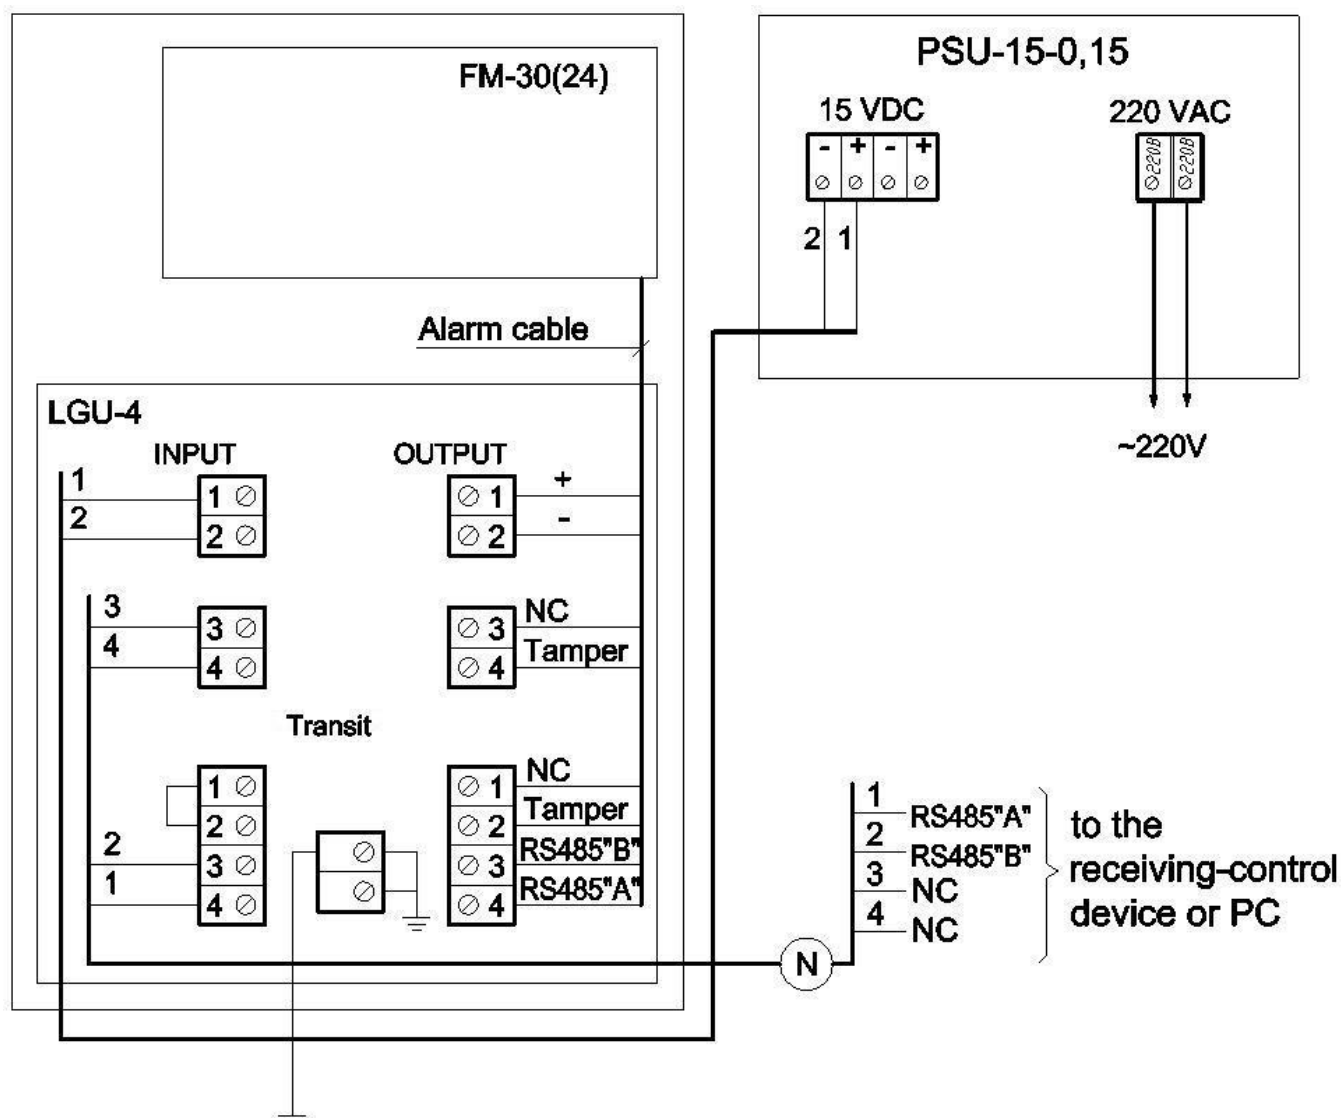 FM-30(24)
PSU-15-0,15
15 VDC
220 VAC
- + - +
220B 220B
2 1
Alarm cable
~220V
LGU-4
INPUT
OUTPUT
1 1
2 2
1 +
2 -
3 3
4 4
3 NC
4 Tamper
Transit
1
2
2 3
1 4
1 NC
2 Tamper
3 RS485"B"
4 RS485"A"
N
1 RS485"A"
2 RS485"B"
3 NC
4 NC
to the
receiving-control
device or PC